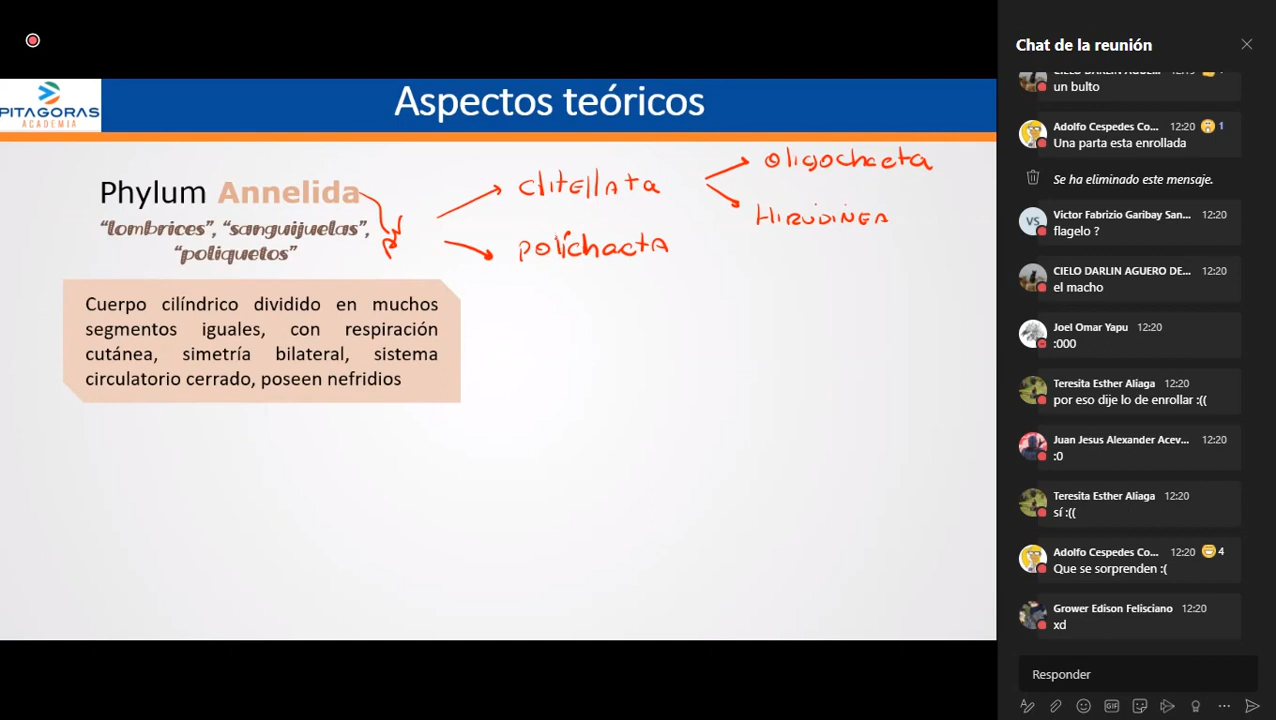 PITAGORAS
ACADEMIA
Aspectos teóricos
Phylum Annelida
“lombrices”, “sanguijuelas”,
“poliquetos”
Cuerpo cilíndrico dividido en muchos
segmentos iguales, con respiración
cutánea, simetría bilateral, sistema
circulatorio cerrado, poseen nefridios
clitellata
polichaeta
oligochaeta
Hirudinea
Chat de la reunión
un bulto
Adolfo Cespedes Co... 12:20 1
Una parta esta enrollada
Se ha eliminado este mensaje.
Victor Fabrizio Garibay San... 12:20
flagelo ?
CIELO DARLIN AGUERO DE... 12:20
el macho
Joel Omar Yapu 12:20
:000
Teresita Esther Aliaga 12:20
por eso dije lo de enrollar :((
Juan Jesus Alexander Acev... 12:20
:0
Teresita Esther Aliaga 12:20
sí :((
Adolfo Cespedes Co... 12:20 4
Que se sorprenden :(
Grower Edison Felisciano 12:20
xd
Responder
GIF